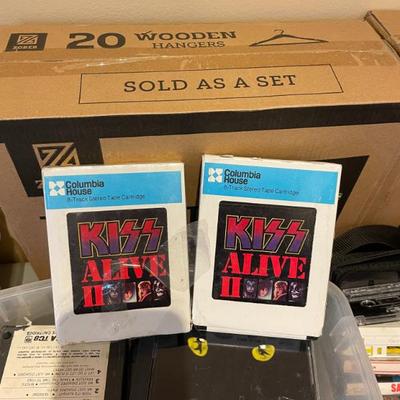 ZOBER
20 WOODEN
HANGERS
SOLD AS A SET
Columbia
House
8-Track Stereo Tape Cartridge
KISS
ALIVE
II
Columbia
House
8-Track Stereo Tape Cartridge
KISS
ALIVE
II